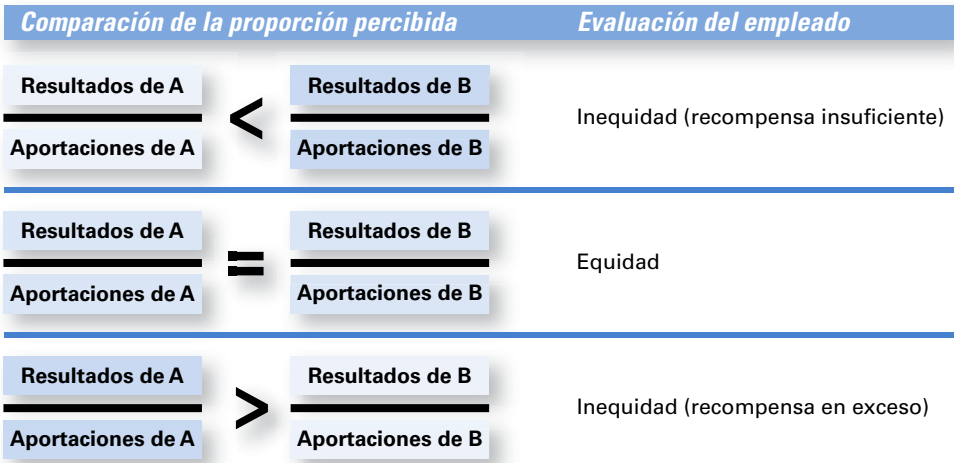 Comparación de la proporción percibida Evaluación del empleado
Resultados de A < Resultados de B
Aportaciones de A Aportaciones de B
Inequidad (recompensa insuficiente)
Resultados de A = Resultados de B
Aportaciones de A Aportaciones de B
Equidad
Resultados de A > Resultados de B
Aportaciones de A Aportaciones de B
Inequidad (recompensa en exceso)